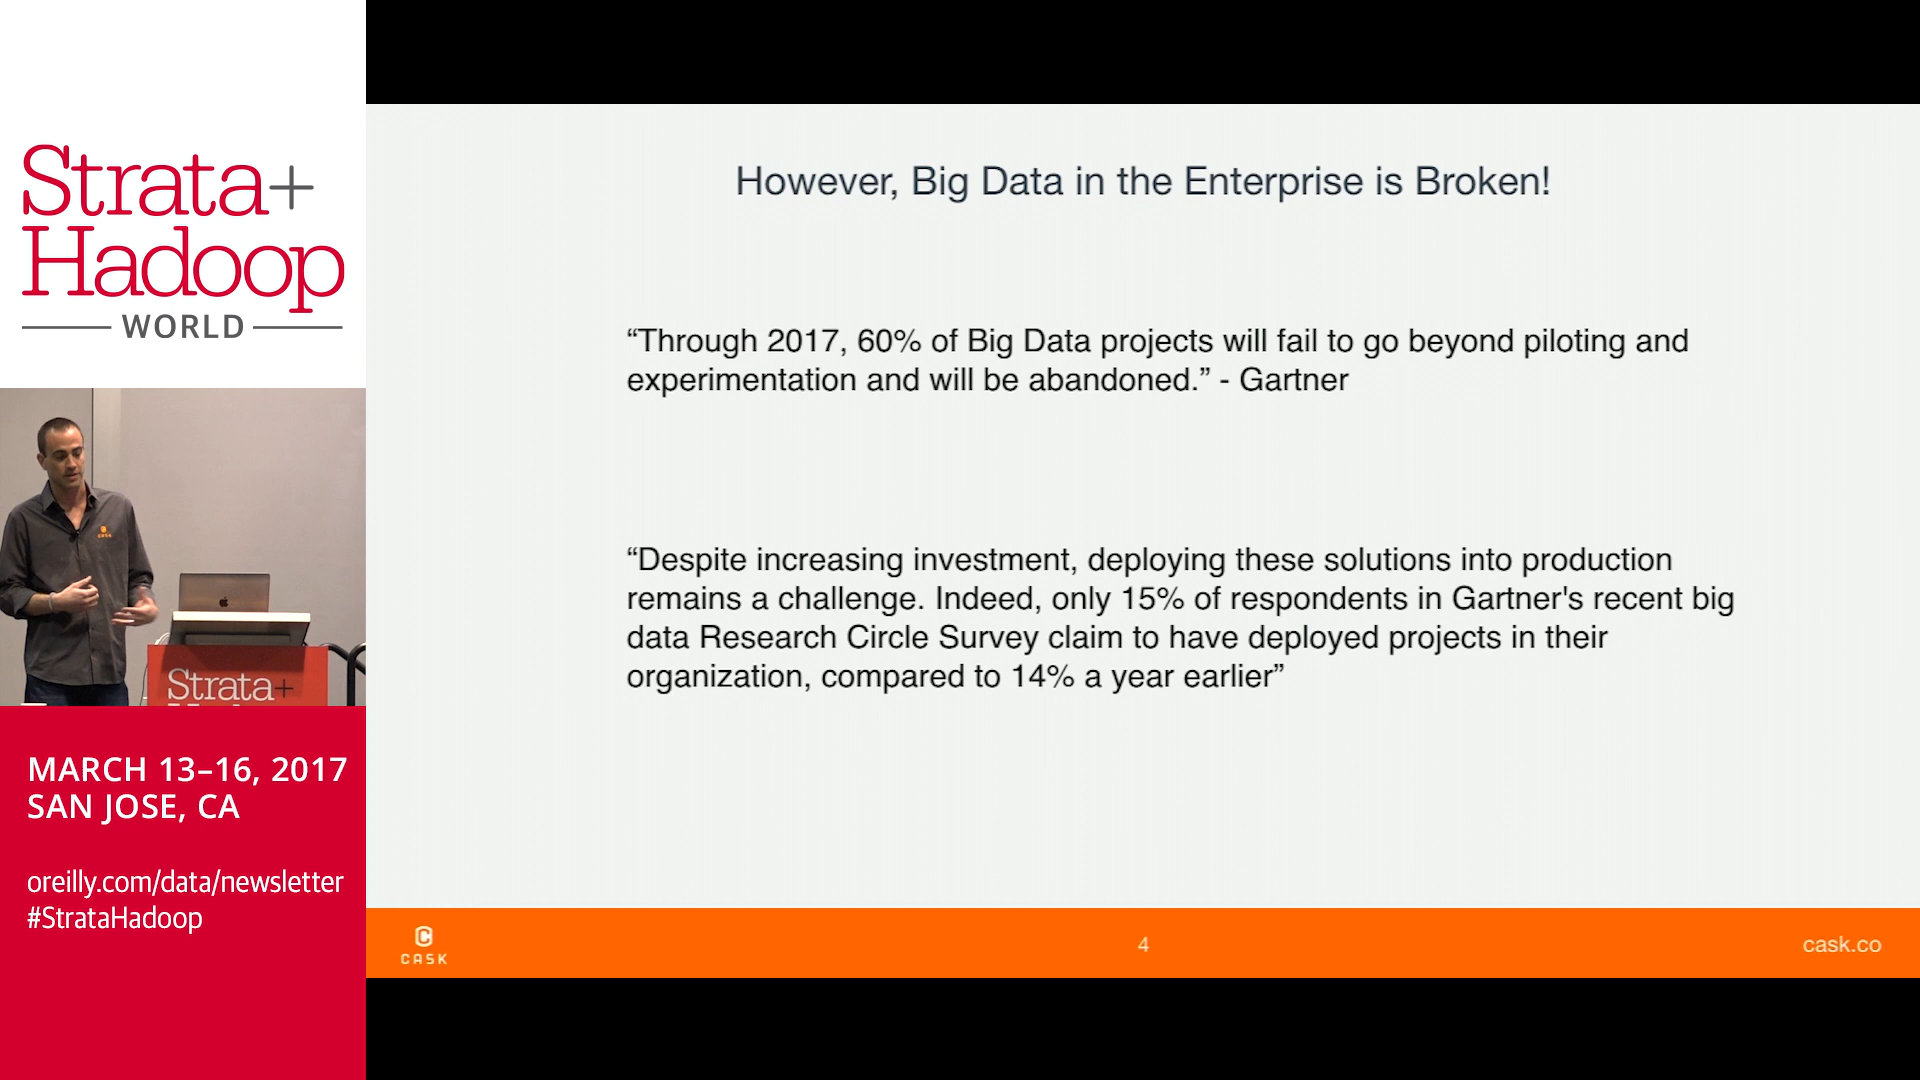 Strata+
Hadoop
WORLD
Strata+
MARCH 13–16, 2017
SAN JOSE, CA
oreilly.com/data/newsletter
#StrataHadoop
However, Big Data in the Enterprise is Broken!
“Through 2017, 60% of Big Data projects will fail to go beyond piloting and
experimentation and will be abandoned.” - Gartner
“Despite increasing investment, deploying these solutions into production
remains a challenge. Indeed, only 15% of respondents in Gartner's recent big
data Research Circle Survey claim to have deployed projects in their
organization, compared to 14% a year earlier”
CASK
4
cask.co